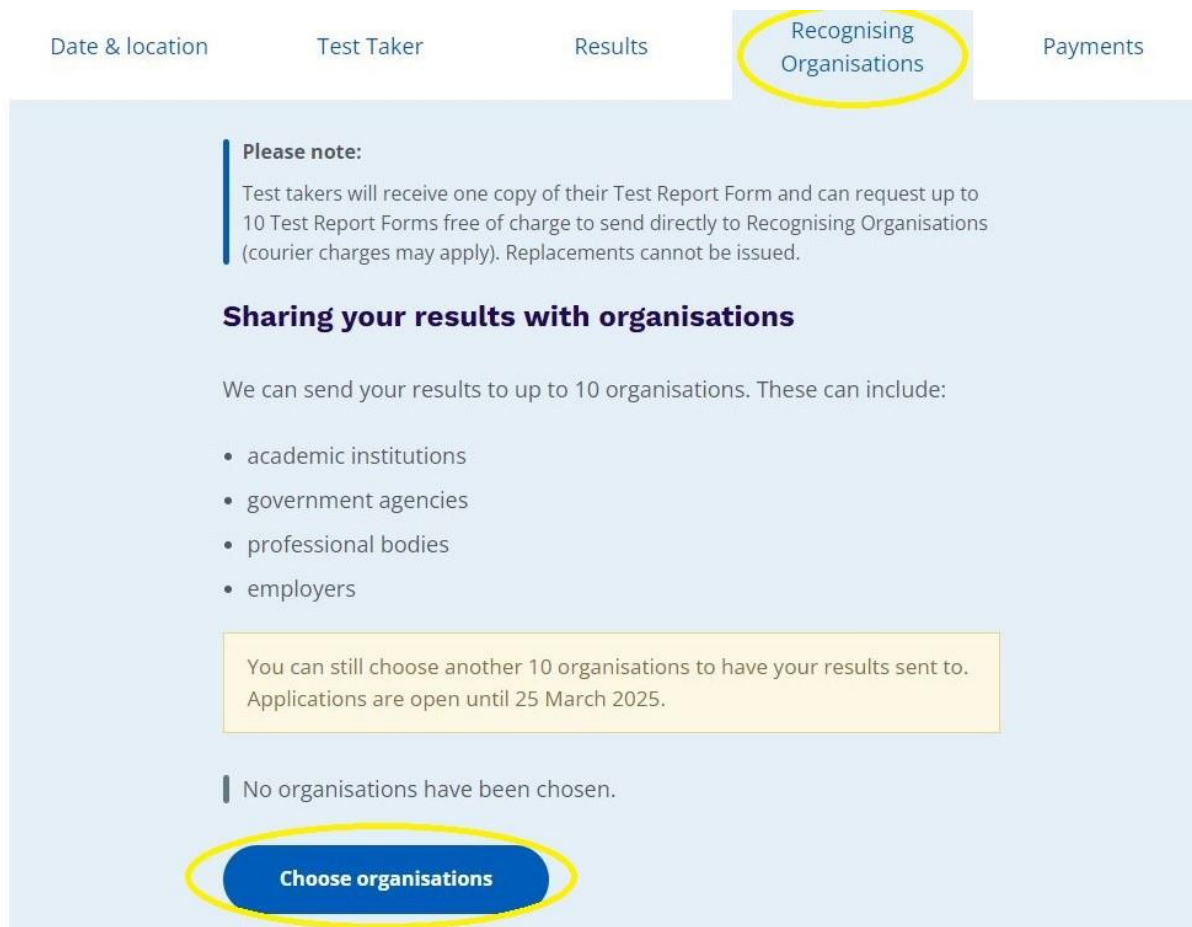 Date & location
Test Taker
Results
Recognising
Organisations
Payments
Please note:
Test takers will receive one copy of their Test Report Form and can request up to
10 Test Report Forms free of charge to send directly to Recognising Organisations
(courier charges may apply). Replacements cannot be issued.
Sharing your results with organisations
We can send your results to up to 10 organisations. These can include:
• academic institutions
• government agencies
• professional bodies
• employers
You can still choose another 10 organisations to have your results sent to.
Applications are open until 25 March 2025.
No organisations have been chosen.
Choose organisations